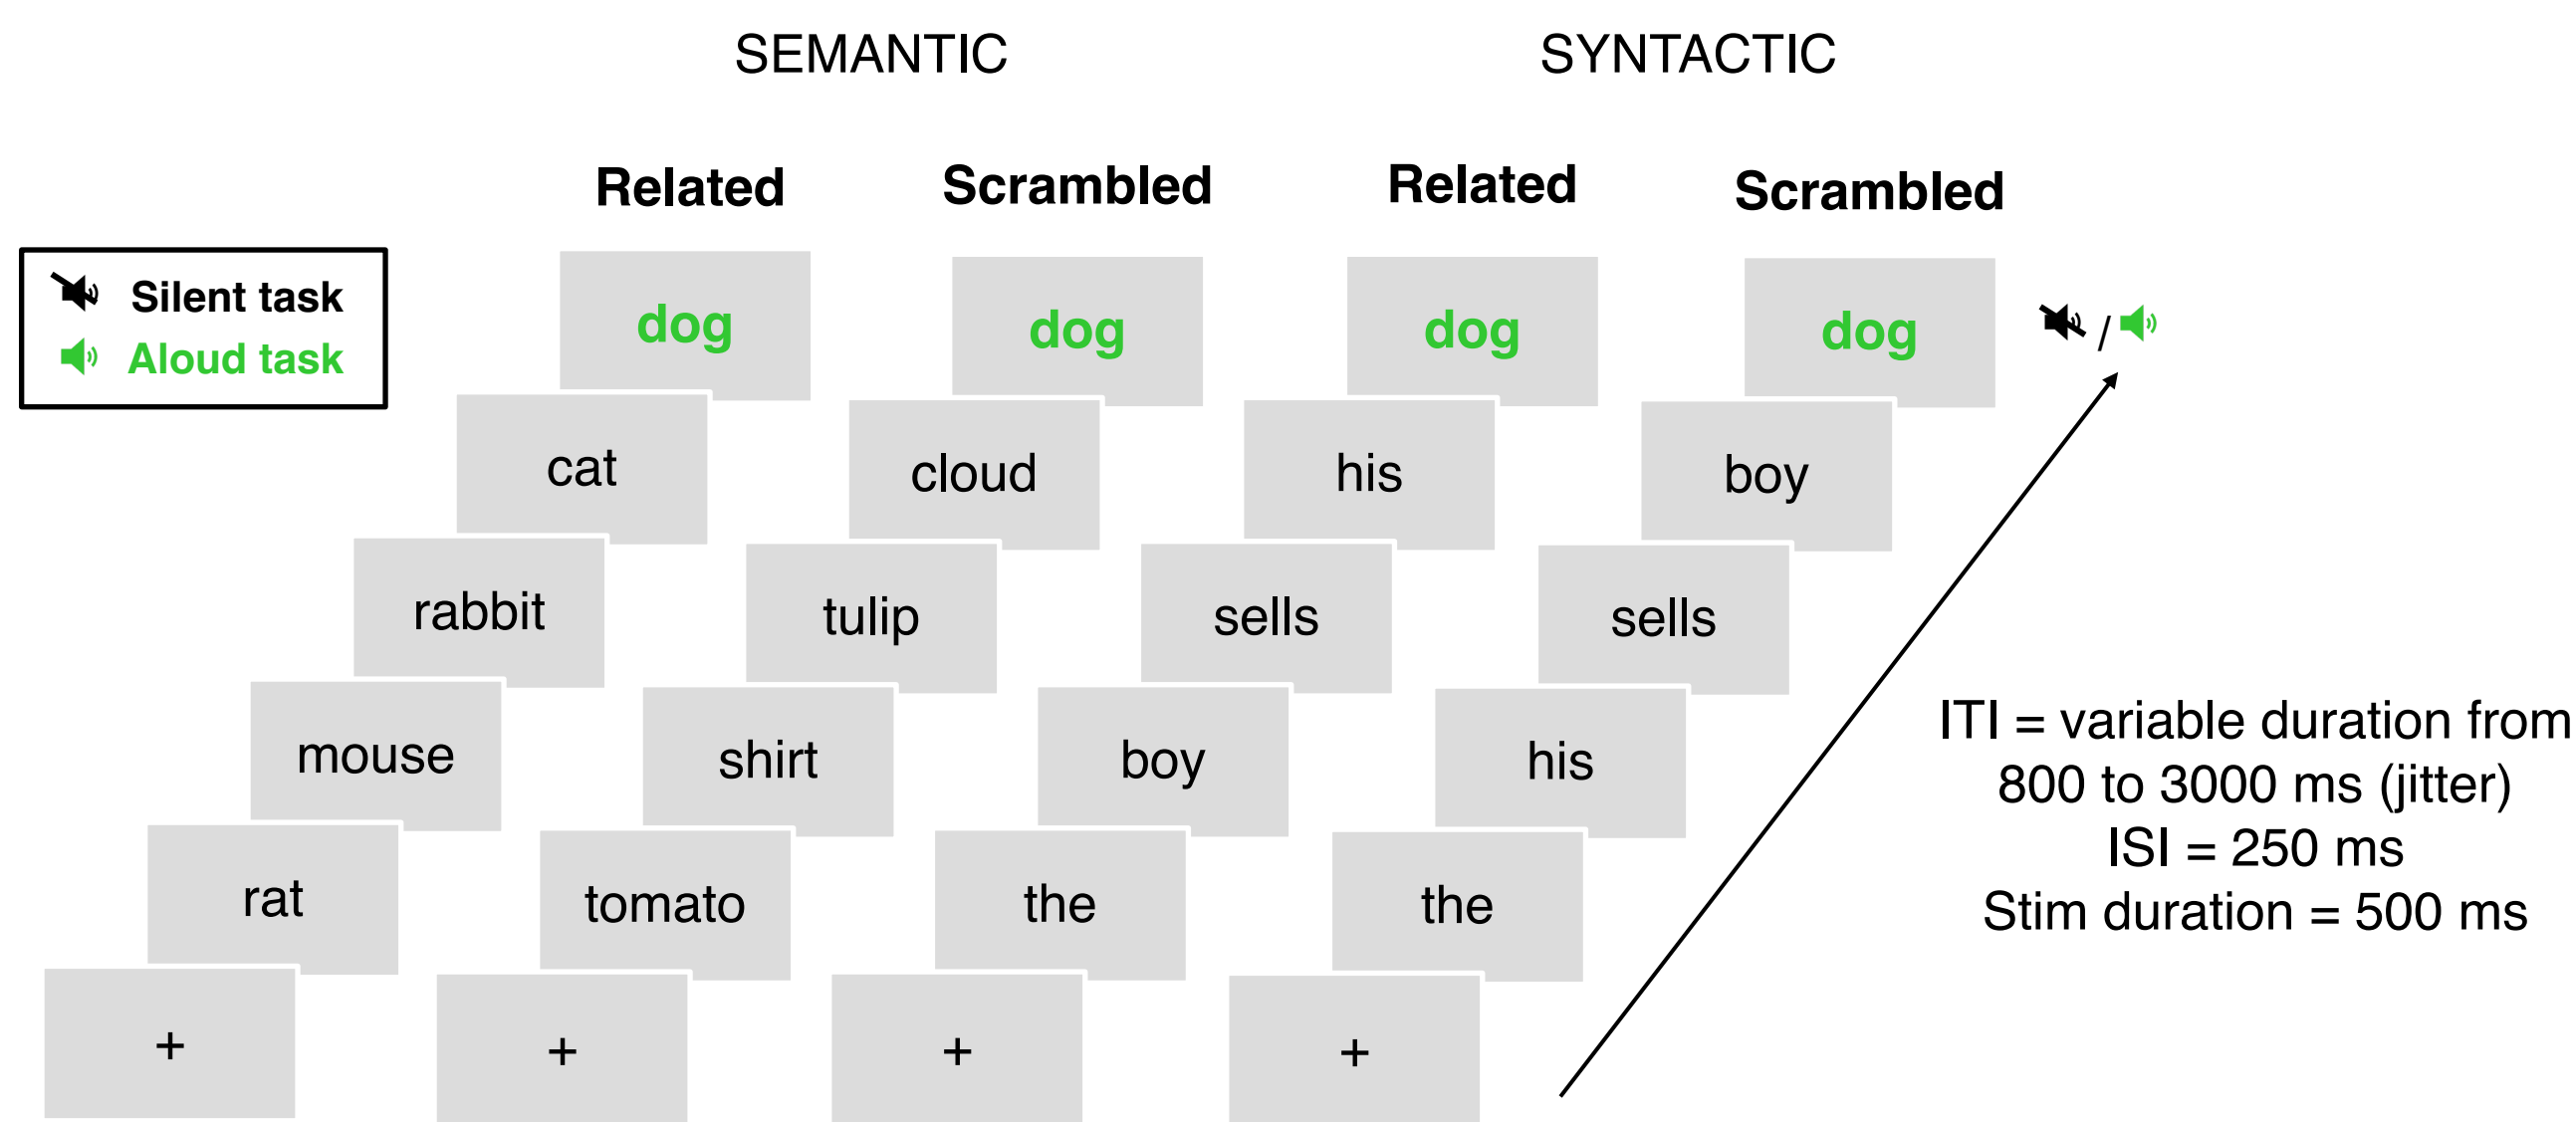 SEMANTIC SYNTACTIC
Related Scrambled Related Scrambled
Silent task
Aloud task
dog dog dog dog
/
cat cloud his boy
rabbit tulip sells sells
mouse shirt boy his
rat tomato the the
+ + + +
ITI = variable duration from
800 to 3000 ms (jitter)
ISI = 250 ms
Stim duration = 500 ms